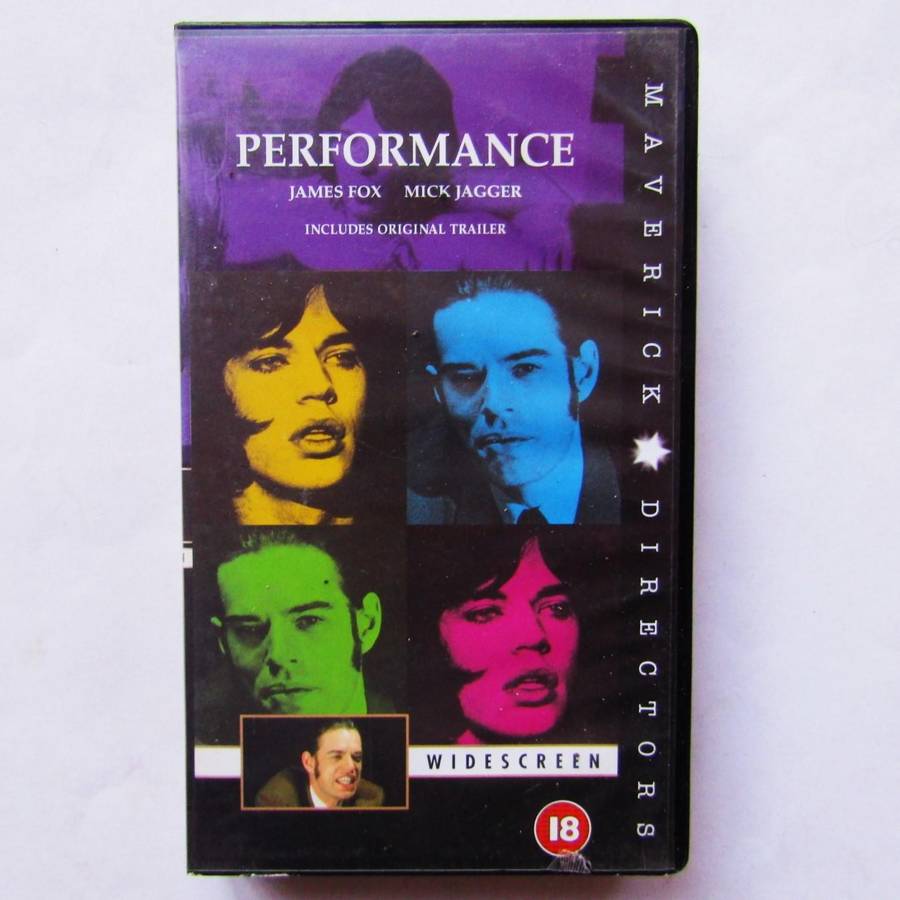 PERFORMANCE
JAMES FOX MICK JAGGER
INCLUDES ORIGINAL TRAILER
MAVERICK DIRECTORS
WIDESCREEN
18